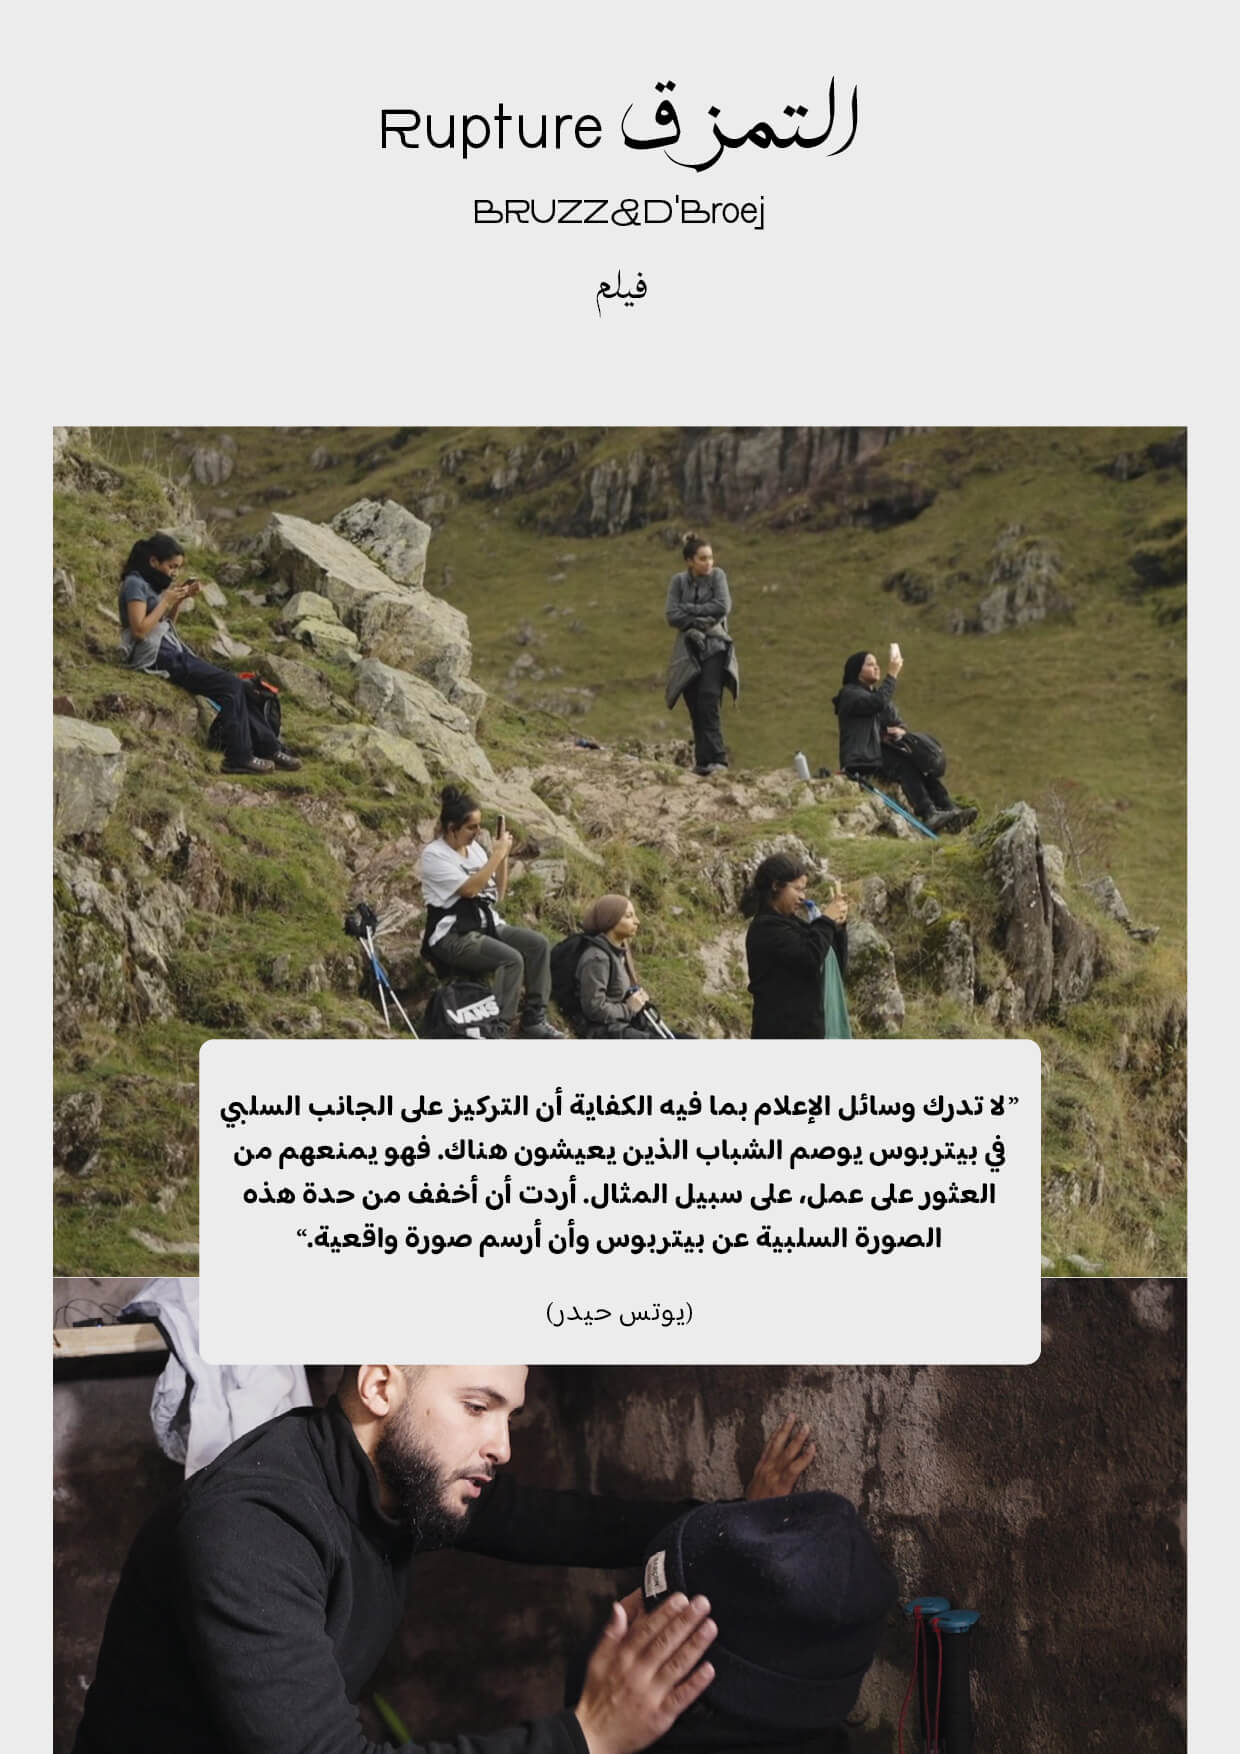 Rupture التمزق
BRUZZ&D'Broej
فيلم
VANS
”لا تدرك وسائل الإعلام بما فيه الكفاية أن التركيز على الجانب السلبي
في بيتربوس يوصم الشباب الذين يعيشون هناك. فهو يمنعهم من
العثور على عمل، على سبيل المثال. أردت أن أخفف من حدة هذه
الصورة السلبية عن بيتربوس وأن أرسم صورة واقعية.“
(يوتس حيدر)